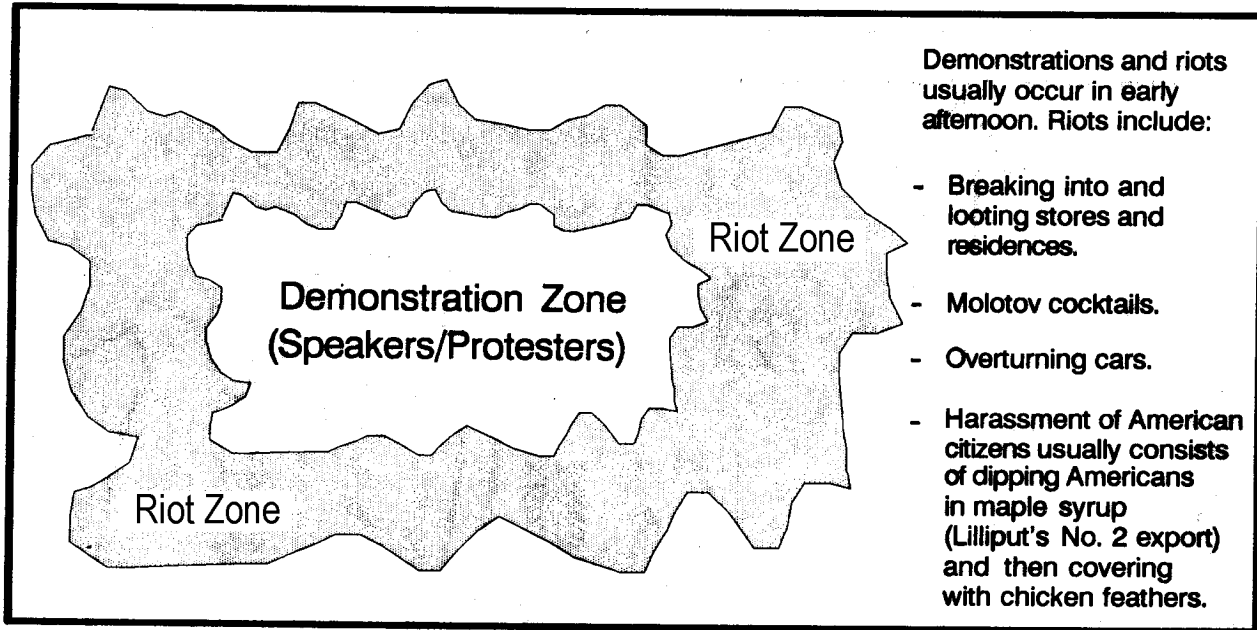 Demonstration Zone
(Speakers/Protesters)
Riot Zone
Riot Zone
Demonstrations and riots
usually occur in early
afternoon. Riots include:
- Breaking into and
looting stores and
residences.
- Molotov cocktails.
- Overturning cars.
- Harassment of American
citizens usually consists
of dipping Americans
in maple syrup
(Lilliput's No. 2 export)
and then covering
with chicken feathers.